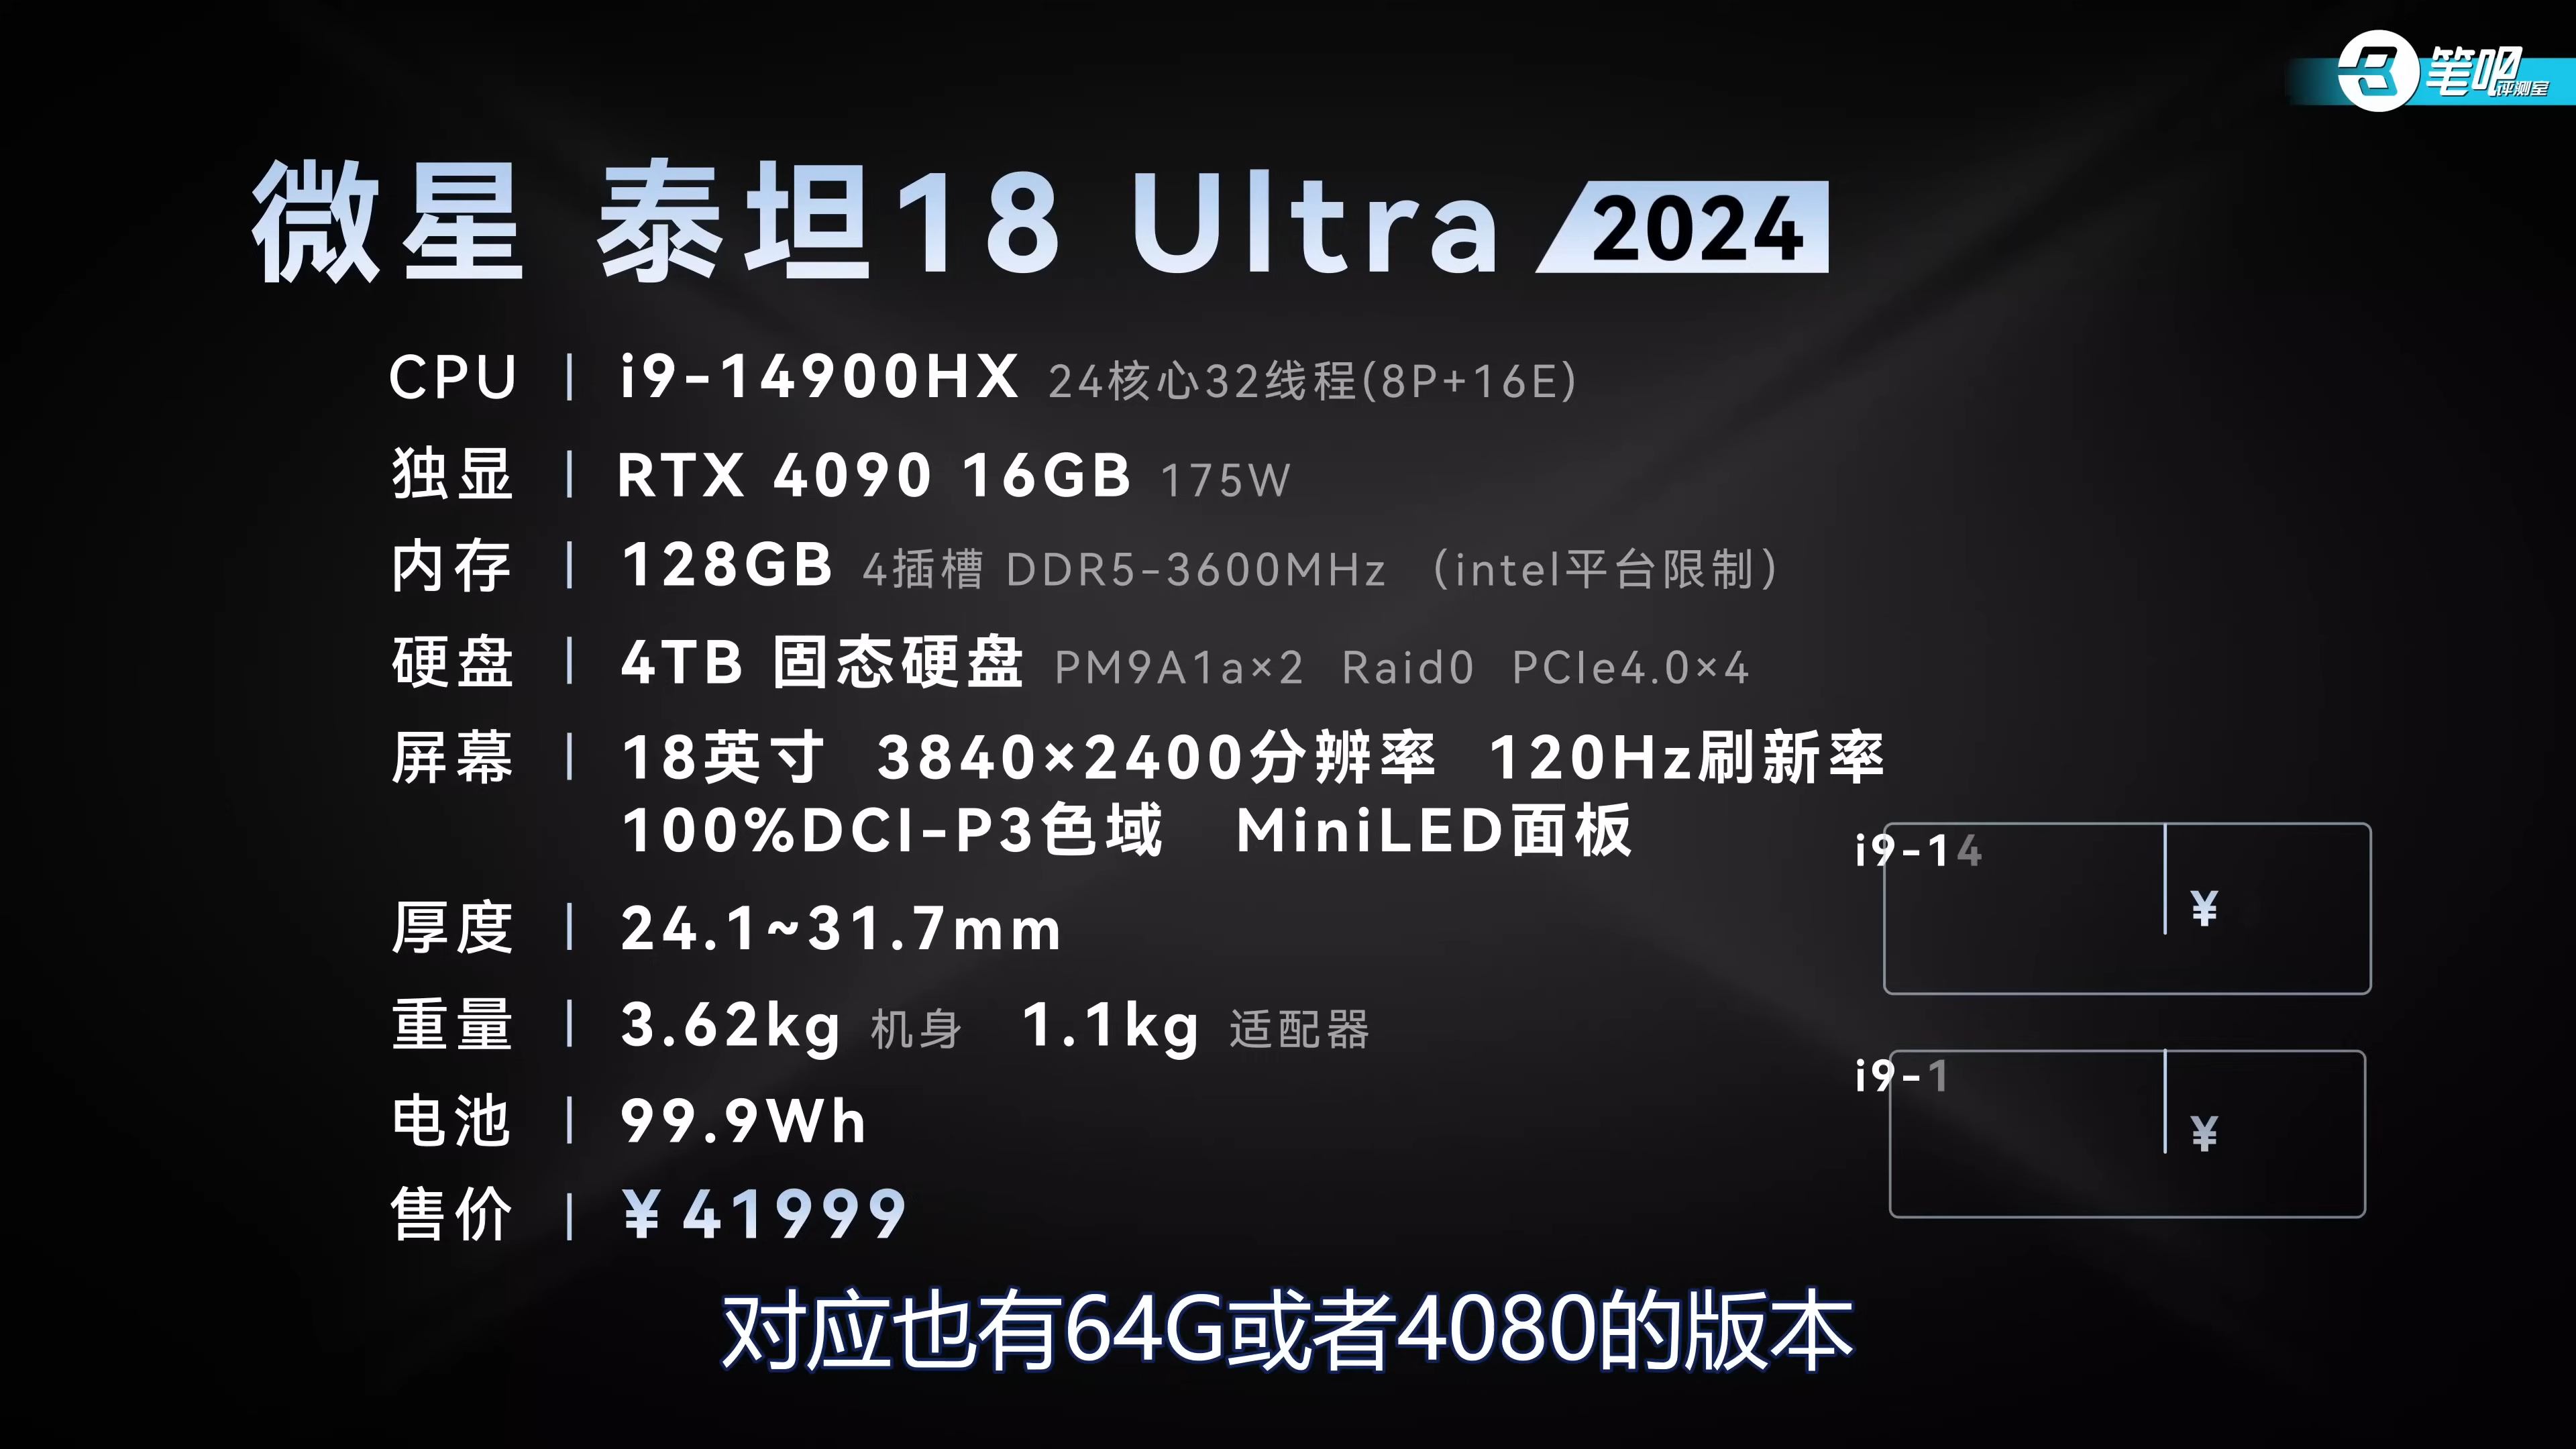 笔吧评测室
微星 泰坦18 Ultra 2024
CPU | i9-14900HX 24核心32线程(8P+16E)
独显 | RTX 4090 16GB 175W
内存 | 128GB 4插槽 DDR5-3600MHz （intel平台限制）
硬盘 | 4TB 固态硬盘 PM9A1a×2 Raid0 PCIe4.0×4
屏幕 | 18英寸 3840×2400分辨率 120Hz刷新率
100%DCI-P3色域 MiniLED面板
i9-14
¥
厚度 | 24.1~31.7mm
重量 | 3.62kg 机身 1.1kg 适配器
i9-1
¥
电池 | 99.9Wh
售价 | ¥41999
对应也有64G或者4080的版本